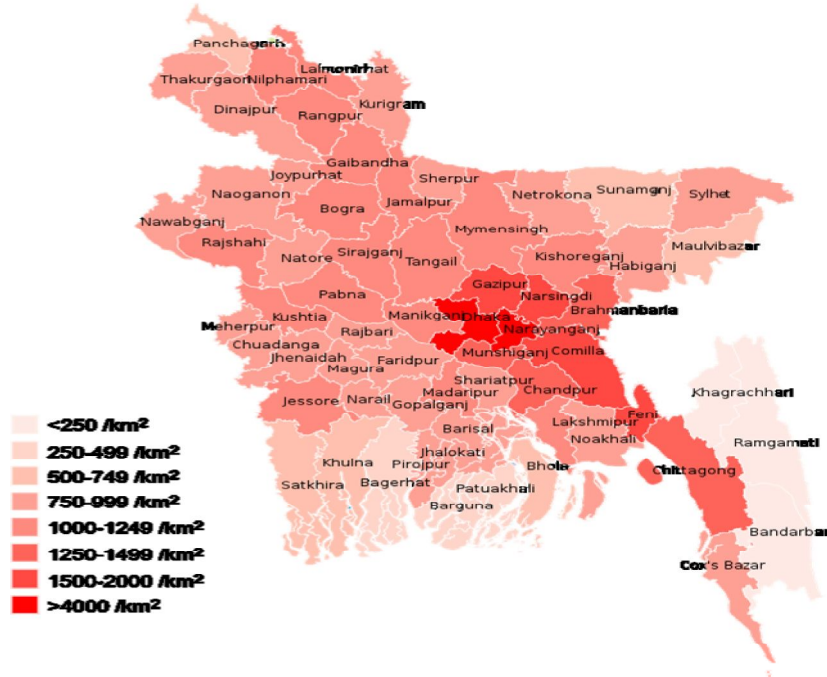 Panchagarh
Lalmonirhat
Thakurgaon
Nilphamari
Dinajpur
Rangpur
Kurigram
Gaibandha
Joypurhat
Sherpur
Naoganon
Bogra
Jamalpur
Netrokona
Sunamgnj
Sylhet
Nawabganj
Rajshahi
Natore
Sirajganj
Tangail
Mymensingh
Kishoreganj
Habiganj
Maulvibazar
Gazipur
Pabna
Narsingdi
Kushtia
Manikganj
Dhaka
Brahmanbaria
Meherpur
Rajbari
Narayanganj
Chuadanga
Jhenaidah
Magura
Faridpur
Munshiganj
Comilla
Shariatpur
Jessore
Narail
Madaripur
Gopalganj
Chandpur
Khagrachhari
Feni
Lakshmipur
Noakhali
Barisal
Ramgamati
Jhalokati
Khulna
Pirojpur
Bhola
Chittagong
Satkhira
Bagerhat
Patuakhali
Barguna
Bandarban
Cox's Bazar
<250 /km²
250-499 /km²
500-749 /km²
750-999 /km²
1000-1249 /km²
1250-1499 /km²
1500-2000 /km²
>4000 /km²